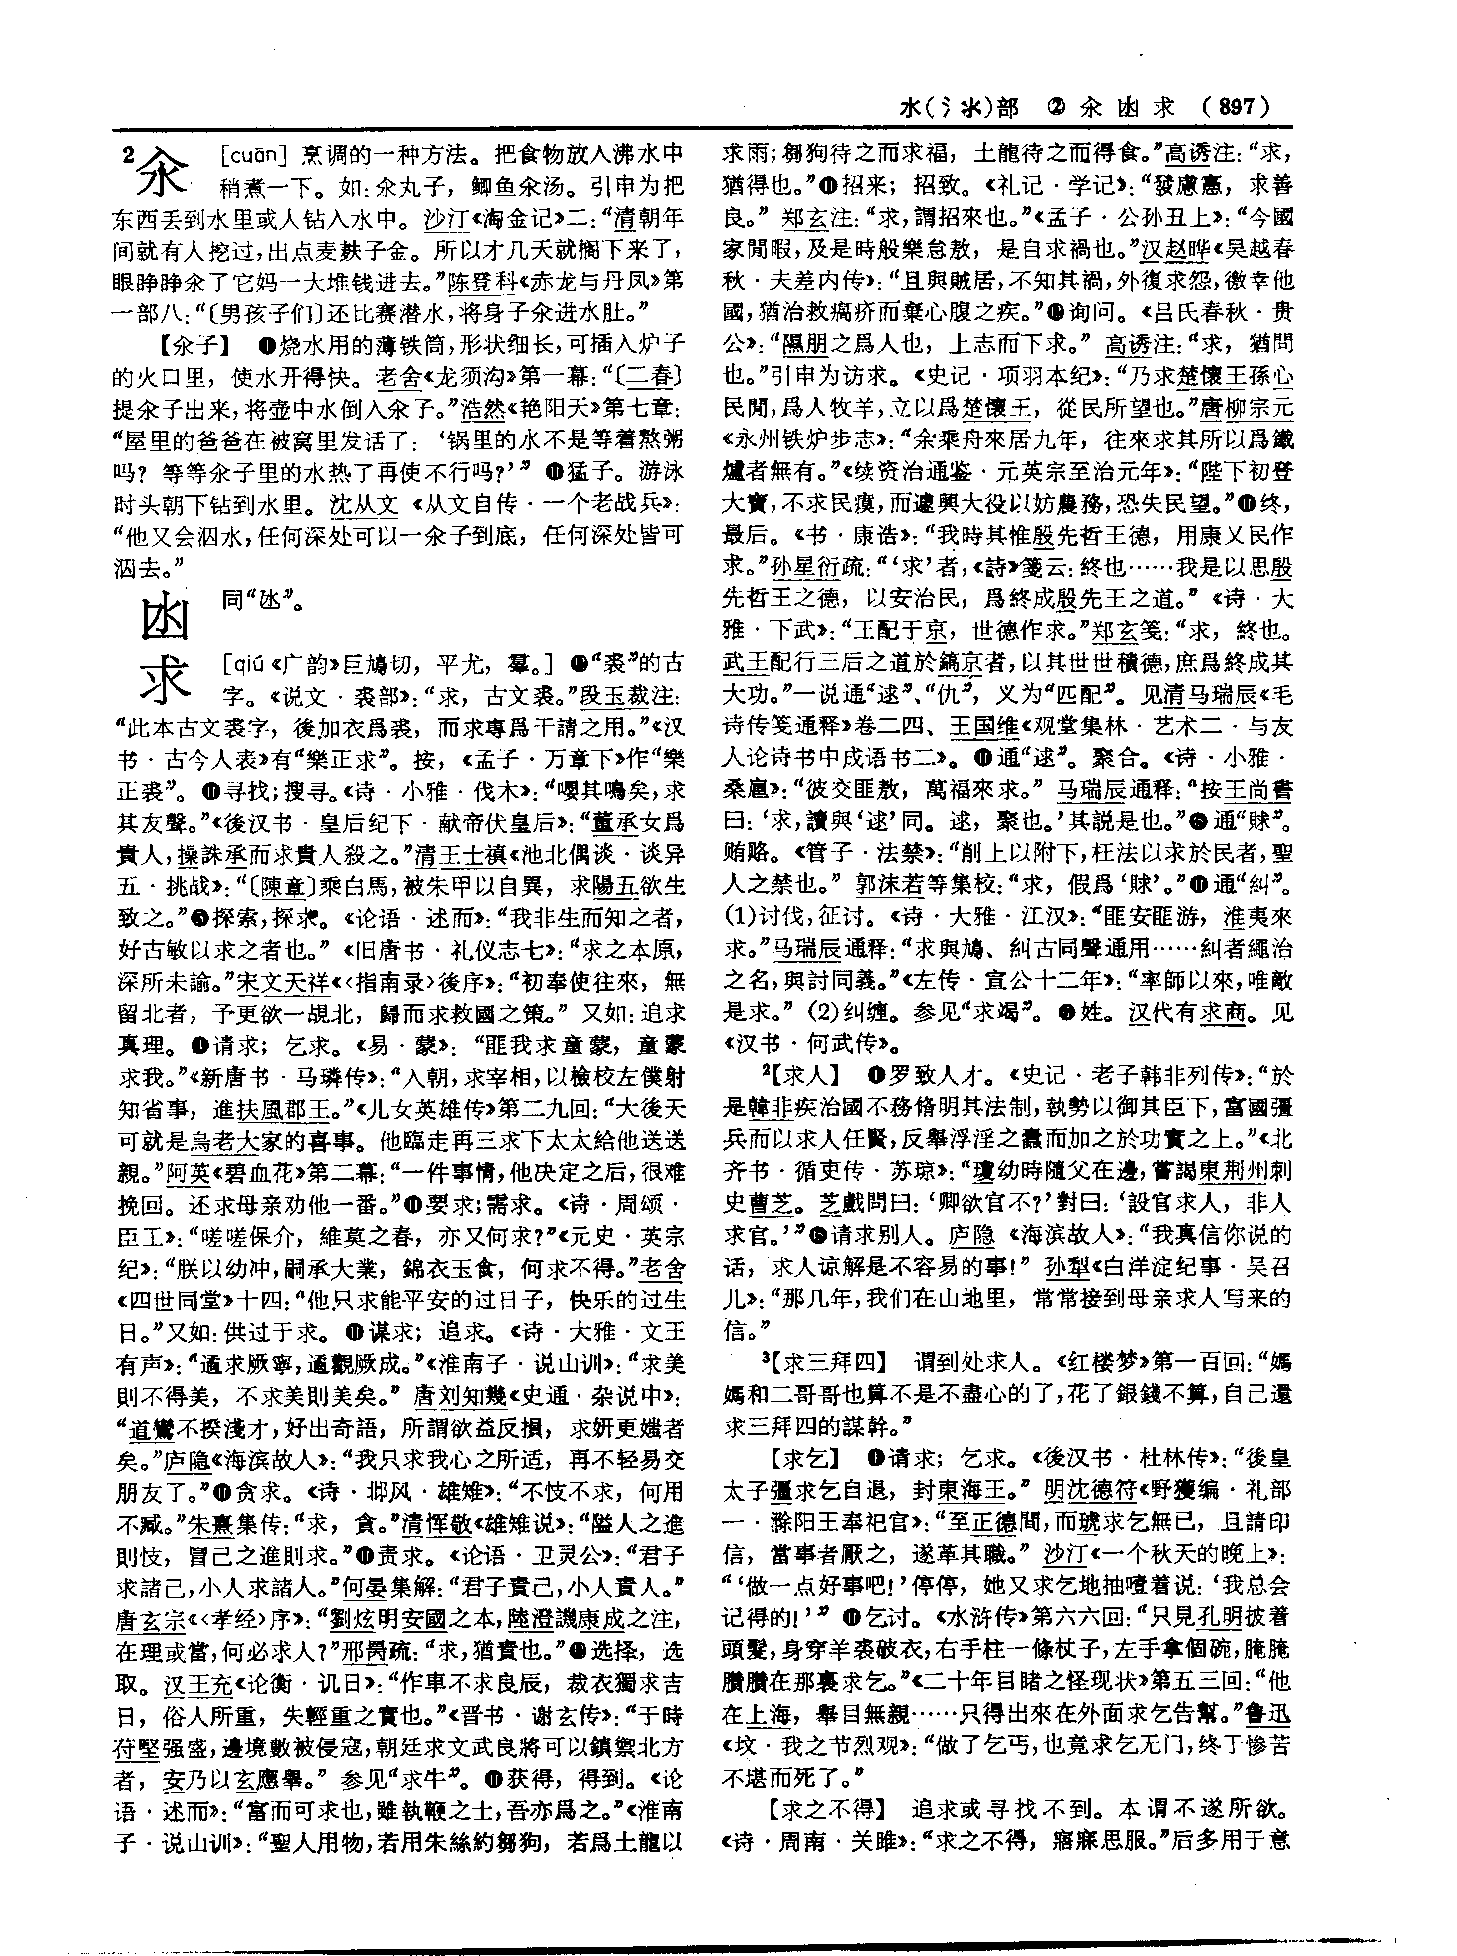 水(氵氺)部　②　氽　凼　求　(897)
2氽　[cuān] 烹调的一种方法。把食物放入沸水中
稍煮一下。如:氽丸子，鲫鱼氽汤。引申为把
东西丢到水里或人钻入水中。沙汀《淘金记》二:“清朝年
间就有人挖过,出点麦麸子金。所以才几天就搁下来了,
眼睁睁氽了它妈一大堆钱进去。”陈登科《赤龙与丹凤》第
一部八:“〔男孩子们〕还比赛潜水,将身子氽进水肚。”
【氽子】　❶烧水用的薄铁筒,形状细长,可插入炉子
的火口里，使水开得快。老舍《龙须沟》第一幕:“〔二春〕
提氽子出来,将壶中水倒入氽子。”浩然《艳阳天》第七章:
“屋里的爸爸在被窝里发话了:‘锅里的水不是等着熬粥
吗？等等氽子里的水热了再使不行吗?’”　❷猛子。游泳
时头朝下钻到水里。沈从文《从文自传·一个老战兵》:
“他又会泅水,任何深处可以一氽子到底，任何深处皆可
泅去。”
凼　同“氹”。
求　[qiú《广韵》巨鳩切，平尤，羣。]　❶“裘”的古
字。《说文·裘部》:“求，古文裘。”段玉裁注:
“此本古文裘字，後加衣爲裘，而求專爲干請之用。”《汉
书·古今人表》有“樂正求”。按，《孟子·万章下》作“樂
正裘”。❷寻找;搜寻。《诗·小雅·伐木》:“嚶其鳴矣,求
其友聲。”《後汉书·皇后纪下·献帝伏皇后》:“董承女爲
貴人,操誅承而求貴人殺之。”清王士禛《池北偶谈·谈异
五·挑战》:“〔陳章〕乘白馬,被朱甲以自異，求陽五欲生
致之。”❸探索,探求。《论语·述而》:“我非生而知之者,
好古敏以求之者也。”《旧唐书·礼仪志七》:“求之本原,
深所未諭。”宋文天祥《〈指南录〉後序》:“初奉使往來，無
留北者，予更欲一覘北，歸而求救國之策。”又如:追求
真理。❹请求；乞求。《易·蒙》:“匪我求童蒙，童蒙
求我。”《新唐书·马璘传》:“入朝,求宰相,以檢校左僕射
知省事，進扶風郡王。”《儿女英雄传》第二九回:“大後天
可就是烏老大家的喜事。他臨走再三求下太太給他送送
親。”阿英《碧血花》第二幕:“一件事情,他决定之后,很难
挽回。还求母亲劝他一番。”❺要求;需求。《诗·周颂·
臣工》:“嗟嗟保介，維莫之春，亦又何求?”《元史·英宗
纪》:“朕以幼冲,嗣承大業，錦衣玉食，何求不得。”老舍
《四世同堂》十四:“他只求能平安的过日子，快乐的过生
日。”又如:供过于求。❻谋求；追求。《诗·大雅·文王
有声》:“遹求厥寧,遹觀厥成。”《淮南子·说山训》:“求美
則不得美，不求美則美矣。”唐刘知幾《史通·杂说中》:
“道鸞不揆淺才,好出奇語，所謂欲益反損，求妍更媸者
矣。”庐隐《海滨故人》:“我只求我心之所适，再不轻易交
朋友了。”❼贪求。《诗·邶风·雄雉》:“不忮不求，何用
不臧。”朱熹集传:“求，貪。”清恽敬《雄雉说》:“隘人之進
則忮，冒己之進則求。”❽责求。《论语·卫灵公》:“君子
求諸己,小人求諸人。”何晏集解:“君子責己,小人責人。”
唐玄宗《〈孝经〉序》:“劉炫明安國之本,陸澄譏康成之注,
在理或當,何必求人?”邢昺疏:“求,猶責也。”❾选择，选
取。汉王充《论衡·讥日》:“作車不求良辰，裁衣獨求吉
日，俗人所重，失輕重之實也。”《晋书·谢玄传》:“于時
苻堅强盛,邊境數被侵寇,朝廷求文武良將可以鎮禦北方
者，安乃以玄應舉。”参见“求牛”。❿获得，得到。《论
语·述而》:“富而可求也,雖執鞭之士,吾亦爲之。”《淮南
子·说山训》:“聖人用物,若用朱絲約芻狗，若爲土龍以
求雨;芻狗待之而求福，土龍待之而得食。”高诱注:“求,
猶得也。”⓫招来；招致。《礼记·学记》:“發慮憲，求善
良。”郑玄注:“求,謂招來也。”《孟子·公孙丑上》:“今國
家閒暇,及是時般樂怠敖，是自求禍也。”汉赵晔《吴越春
秋·夫差内传》:“且與賊居,不知其禍,外復求怨,徼幸他
國,猶治救瘑疥而棄心腹之疾。”⓬询问。《吕氏春秋·贵
公》:“隰朋之爲人也，上志而下求。”高诱注:“求，猶問
也。”引申为访求。《史记·项羽本纪》:“乃求楚懷王孫心
民閒,爲人牧羊,立以爲楚懷王，從民所望也。”唐柳宗元
《永州铁炉步志》:“余乘舟來居九年，往來求其所以爲鐵
爐者無有。”《续资治通鉴·元英宗至治元年》:“陛下初登
大寶,不求民瘼,而遽興大役以妨農務,恐失民望。”⓭终,
最后。《书·康诰》:“我時其惟殷先哲王德，用康乂民作
求。”孙星衍疏:“‘求’者,《詩》箋云:終也……我是以思殷
先哲王之德，以安治民，爲終成殷先王之道。”《诗·大
雅·下武》:“王配于京，世德作求。”郑玄笺:“求，終也。
武王配行三后之道於鎬京者,以其世世積德,庶爲終成其
大功。”一说通“逑”、“仇”，义为“匹配”。见清马瑞辰《毛
诗传笺通释》卷二四、王国维《观堂集林·艺术二·与友
人论诗书中成语书二》。⓮通“逑”。聚合。《诗·小雅·
桑扈》:“彼交匪敖，萬福來求。”马瑞辰通释:“按王尚書
曰:‘求,讀與‘逑’同。逑，聚也。’其説是也。”⓯通“賕”。
贿赂。《管子·法禁》:“削上以附下,枉法以求於民者,聖
人之禁也。”郭沫若等集校:“求，假爲‘賕’。”⓰通“糾”。
(1)讨伐,征讨。《诗·大雅·江汉》:“匪安匪游，淮夷來
求。”马瑞辰通释:“求與鳩、糾古同聲通用……糾者繩治
之名,與討同義。”《左传·宣公十二年》:“率師以來,唯敵
是求。”(2)纠缠。参见“求竭”。⓱姓。汉代有求商。见
《汉书·何武传》。
2【求人】　❶罗致人才。《史记·老子韩非列传》:“於
是韓非疾治國不務脩明其法制,執勢以御其臣下,富國彊
兵而以求人任賢,反舉浮淫之蠹而加之於功實之上。”《北
齐书·循吏传·苏琼》:“瓊幼時隨父在邊,嘗謁東荆州刺
史曹芝。芝戲問曰:‘卿欲官不?’對曰:‘設官求人，非人
求官。’”❷请求别人。庐隐《海滨故人》:“我真信你说的
话，求人谅解是不容易的事!”孙犁《白洋淀纪事·吴召
儿》:“那几年,我们在山地里，常常接到母亲求人写来的
信。”
3【求三拜四】　谓到处求人。《红楼梦》第一百回:“媽
媽和二哥哥也算不是不盡心的了,花了銀錢不算,自己還
求三拜四的謀幹。”
【求乞】　❶请求；乞求。《後汉书·杜林传》:“後皇
太子彊求乞自退，封東海王。”明沈德符《野獲编·礼部
一·滁阳王奉祀官》:“至正德間,而琥求乞無已，且請印
信，當事者厭之，遂革其職。”沙汀《一个秋天的晚上》:
“‘做一点好事吧!’停停，她又求乞地抽噎着说:‘我总会
记得的!’”❷乞讨。《水浒传》第六六回:“只見孔明披着
頭髮,身穿羊裘破衣,右手拄一條杖子,左手拿個碗,腌腌
臢臢在那裏求乞。”《二十年目睹之怪现状》第五三回:“他
在上海，舉目無親……只得出來在外面求乞告幫。”鲁迅
《坟·我之节烈观》:“做了乞丐,也竟求乞无门,终于惨苦
不堪而死了。”
【求之不得】　追求或寻找不到。本谓不遂所欲。
《诗·周南·关雎》:“求之不得，寤寐思服。”后多用于意